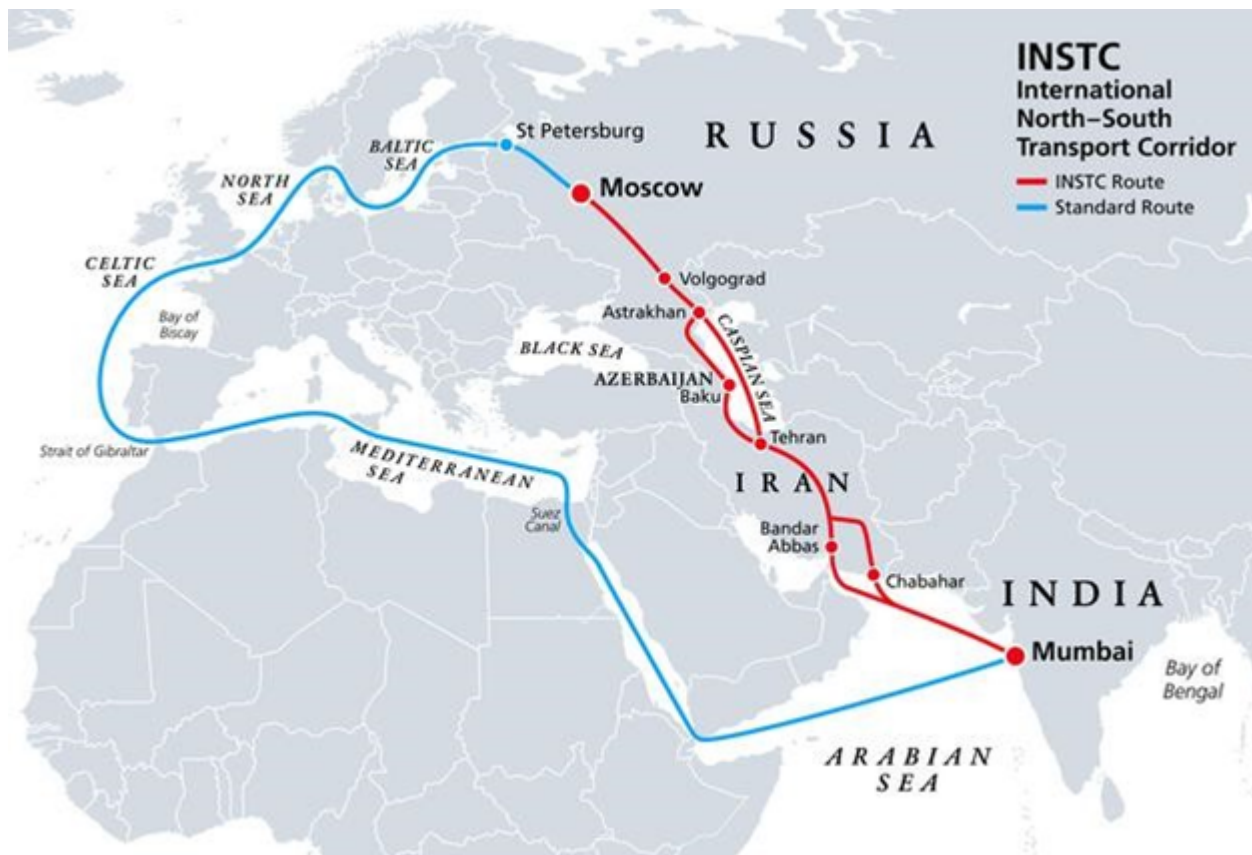 INSTC
International
North–South
Transport Corridor
INSTC Route
Standard Route
RUSSIA
St Petersburg
BALTIC
SEA
Moscow
NORTH
SEA
CELTIC
SEA
Volgograd
Bay of
Biscay
Astrakhan
CASPIAN SEA
BLACK SEA
AZERBAIJAN
Baku
Tehran
Strait of Gibraltar
MEDITERRANEAN
SEA
IRAN
Suez
Canal
Bandar
Abbas
Chabahar
INDIA
Mumbai
Bay of
Bengal
ARABIAN
SEA